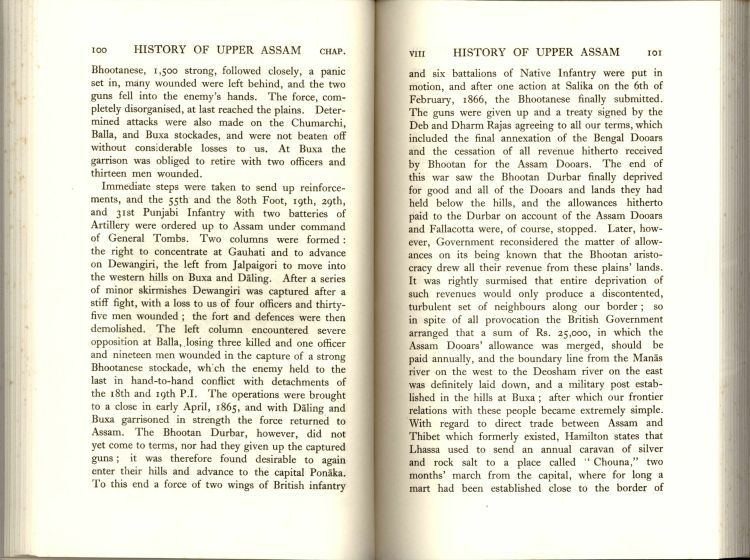 100 HISTORY OF UPPER ASSAM CHAP.
Bhootanese, 1,500 strong, followed closely, a panic
set in, many wounded were left behind, and the two
guns fell into the enemy's hands. The force, com-
pletely disorganised, at last reached the plains. Deter-
mined attacks were also made on the Chumarchi,
Balla, and Buxa stockades, and were not beaten off
without considerable losses to us. At Buxa the
garrison was obliged to retire with two officers and
thirteen men wounded.
Immediate steps were taken to send up reinforce-
ments, and the 55th and the 80th Foot, 19th, 29th,
and 31st Punjabi Infantry with two batteries of
Artillery were ordered up to Assam under command
of General Tombs. Two columns were formed :
the right to concentrate at Gauhati and to advance
on Dewangiri, the left from Jalpaigori to move into
the western hills on Buxa and Dāling. After a series
of minor skirmishes Dewangiri was captured after a
stiff fight, with a loss to us of four officers and thirty-
five men wounded ; the fort and defences were then
demolished. The left column encountered severe
opposition at Balla, losing three killed and one officer
and nineteen men wounded in the capture of a strong
Bhootanese stockade, which the enemy held to the
last in hand-to-hand conflict with detachments of
the 18th and 19th P.I. The operations were brought
to a close in early April, 1865, and with Dāling and
Buxa garrisoned in strength the force returned to
Assam. The Bhootan Durbar, however, did not
yet come to terms, nor had they given up the captured
guns ; it was therefore found desirable to again
enter their hills and advance to the capital Ponāka.
To this end a force of two wings of British infantry
VIII HISTORY OF UPPER ASSAM 101
and six battalions of Native Infantry were put in
motion, and after one action at Salika on the 6th of
February, 1866, the Bhootanese finally submitted.
The guns were given up and a treaty signed by the
Deb and Dharm Rajas agreeing to all our terms, which
included the final annexation of the Bengal Dooars
and the cessation of all revenue hitherto received
by Bhootan for the Assam Dooars. The end of
this war saw the Bhootan Durbar finally deprived
for good and all of the Dooars and lands they had
held below the hills, and the allowances hitherto
paid to the Durbar on account of the Assam Dooars
and Fallacotta were, of course, stopped. Later, how-
ever, Government reconsidered the matter of allow-
ances on its being known that the Bhootan aristo-
cracy drew all their revenue from these plains' lands.
It was rightly surmised that entire deprivation of
such revenues would only produce a discontented,
turbulent set of neighbours along our border ; so
in spite of all provocation the British Government
arranged that a sum of Rs. 25,000, in which the
Assam Dooars' allowance was merged, should be
paid annually, and the boundary line from the Manās
river on the west to the Deosham river on the east
was definitely laid down, and a military post estab-
lished in the hills at Buxa ; after which our frontier
relations with these people became extremely simple.
With regard to direct trade between Assam and
Thibet which formerly existed, Hamilton states that
Lhassa used to send an annual caravan of silver
and rock salt to a place called "Chouna," two
months' march from the capital, where for long a
mart had been established close to the border of